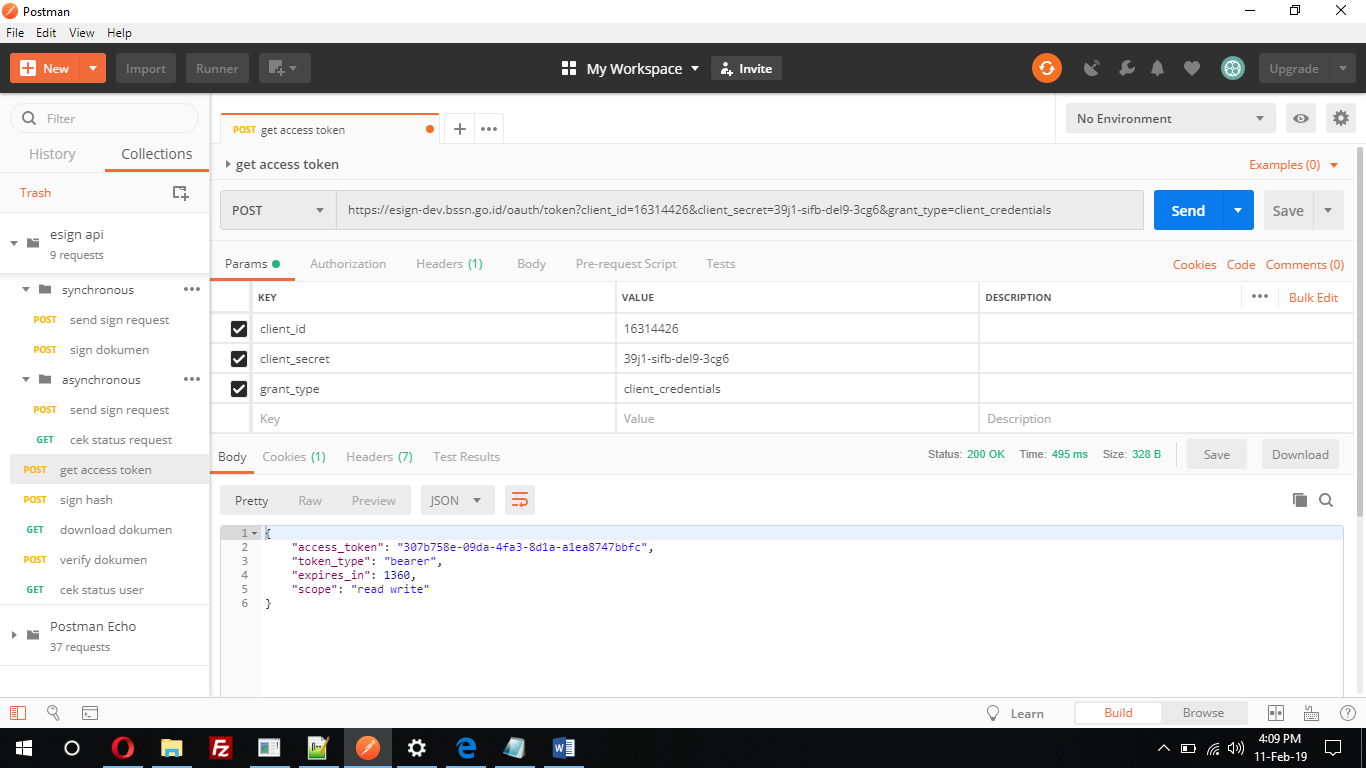 Postman
File Edit View Help
New Import Runner My Workspace Invite Upgrade
Filter
History Collections
Trash
esign api
9 requests
synchronous
POST send sign request
POST sign dokumen
asynchronous
POST send sign request
GET cek status request
POST get access token
POST sign hash
GET download dokumen
POST verify dokumen
GET cek status user
Postman Echo
37 requests
POST get access token
No Environment
get access token
Examples (0)
POST https://esign-dev.bssn.go.id/oauth/token?client_id=16314426&client_secret=39j1-sifb-del9-3cg6&grant_type=client_credentials Send Save
Params Authorization Headers (1) Body Pre-request Script Tests Cookies Code Comments (0)
KEY VALUE DESCRIPTION Bulk Edit
client_id 16314426
client_secret 39j1-sifb-del9-3cg6
grant_type client_credentials
Key Value Description
Body Cookies (1) Headers (7) Test Results Status: 200 OK Time: 495 ms Size: 328 B Save Download
Pretty Raw Preview JSON
1 {
2 "access_token": "307b758e-09da-4fa3-8d1a-a1ea8747bbfc",
3 "token_type": "bearer",
4 "expires_in": 1360,
5 "scope": "read write"
6 }
Learn Build Browse
4:09 PM
11-Feb-19